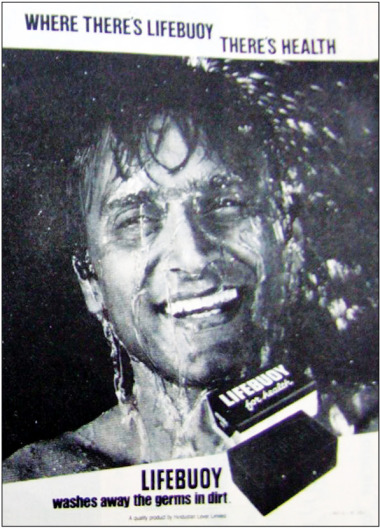 WHERE THERE'S LIFEBUOY
THERE'S HEALTH
LIFEBUOY
for health
LIFEBUOY
washes away the germs in dirt.
A quality product by Hindustan Lever Limited